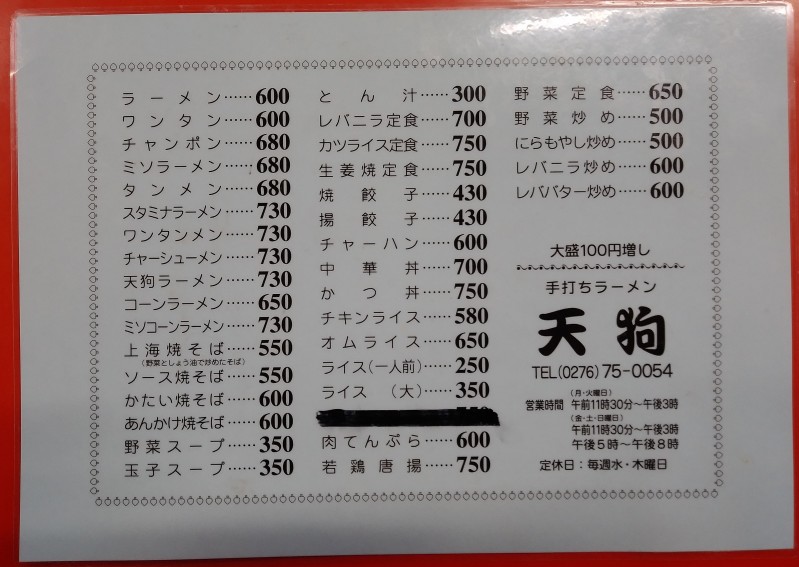 ラーメン……600
ワンタン……600
チャンポン……680
ミソラーメン……680
タンメン……680
スタミナラーメン……730
ワンタンメン……730
チャーシューメン……730
天狗ラーメン……730
コーンラーメン……650
ミソコーンラーメン……730
上海焼そば……550
(野菜としょう油で炒めたそば)
ソース焼そば……550
かたい焼そば……600
あんかけ焼そば……600
野菜スープ……350
玉子スープ……350
とん汁……300
レバニラ定食……700
カツライス定食……750
生姜焼定食……750
焼餃子……430
揚餃子……430
チャーハン……600
中華丼……700
かつ丼……750
チキンライス……580
オムライス……650
ライス(一人前)……250
ライス(大)……350
肉てんぷら……600
若鶏唐揚……750
野菜定食……650
野菜炒め……500
にらもやし炒め……500
レバニラ炒め……600
レババター炒め……600
大盛100円増し
手打ちラーメン
天狗
TEL(0276)75-0054
(月・火曜日)
営業時間 午前11時30分〜午後3時
(金・土・日曜日)
午前11時30分〜午後3時
午後5時〜午後8時
定休日:毎週水・木曜日